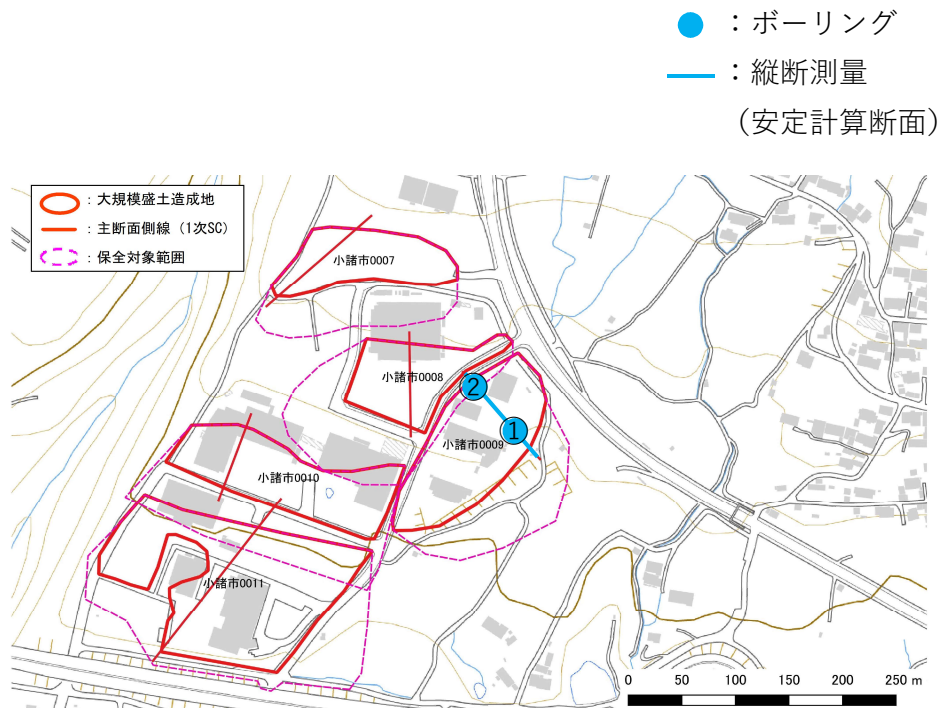 ：ボーリング
：縦断測量
（安定計算断面）
：大規模盛土造成地
：主断面側線（1次SC）
：保全対象範囲
小諸市0007
小諸市0008
②
①
小諸市0009
小諸市0010
小諸市0011
0 50 100 150 200 250 m